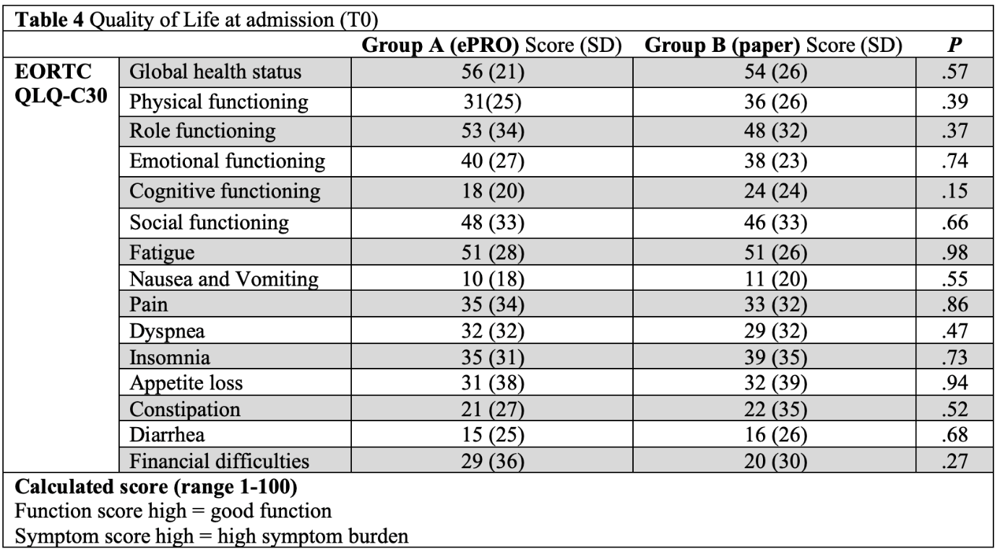 Table 4 Quality of Life at admission (T0)
Group A (ePRO) Score (SD) Group B (paper) Score (SD) P
EORTC QLQ-C30 Global health status 56 (21) 54 (26) .57
Physical functioning 31(25) 36 (26) .39
Role functioning 53 (34) 48 (32) .37
Emotional functioning 40 (27) 38 (23) .74
Cognitive functioning 18 (20) 24 (24) .15
Social functioning 48 (33) 46 (33) .66
Fatigue 51 (28) 51 (26) .98
Nausea and Vomiting 10 (18) 11 (20) .55
Pain 35 (34) 33 (32) .86
Dyspnea 32 (32) 29 (32) .47
Insomnia 35 (31) 39 (35) .73
Appetite loss 31 (38) 32 (39) .94
Constipation 21 (27) 22 (35) .52
Diarrhea 15 (25) 16 (26) .68
Financial difficulties 29 (36) 20 (30) .27
Calculated score (range 1-100)
Function score high = good function
Symptom score high = high symptom burden